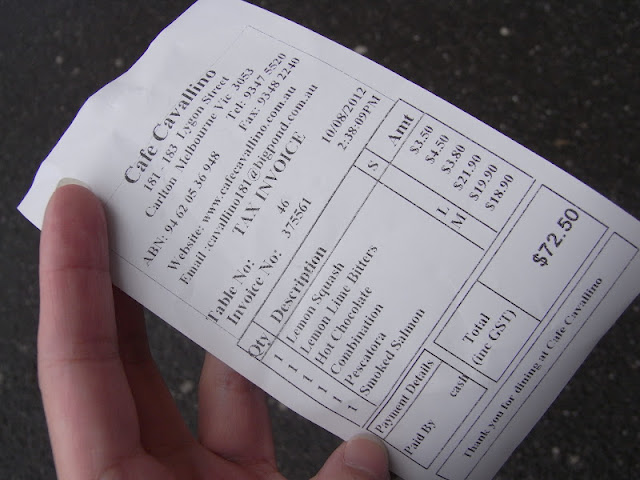 Cafe Cavallino
181- 183 Lygon Street
Carlton Melbourne Vic 3053
Tel: 9347 5520
Fax: 9348 2240
ABN: 94 62 05 36 948
Website: www.cafecavallino.com.au
Email :cavallino181@bigpond.com.au
TAX INVOICE
Table No: 46 10/08/2012
Invoice No: 375561 2:38:09PM
Qty Description S Amt
1 Lemon Squash $3.50
1 Lemon Lime Bitters $4.50
1 Hot Chocolate $3.80
1 Combination L $21.90
1 Pescatora M $19.90
1 Smoked Salmon $18.90
Payment Details Total (inc GST) $72.50
Paid By cash
Thank you for dining at Cafe Cavallino